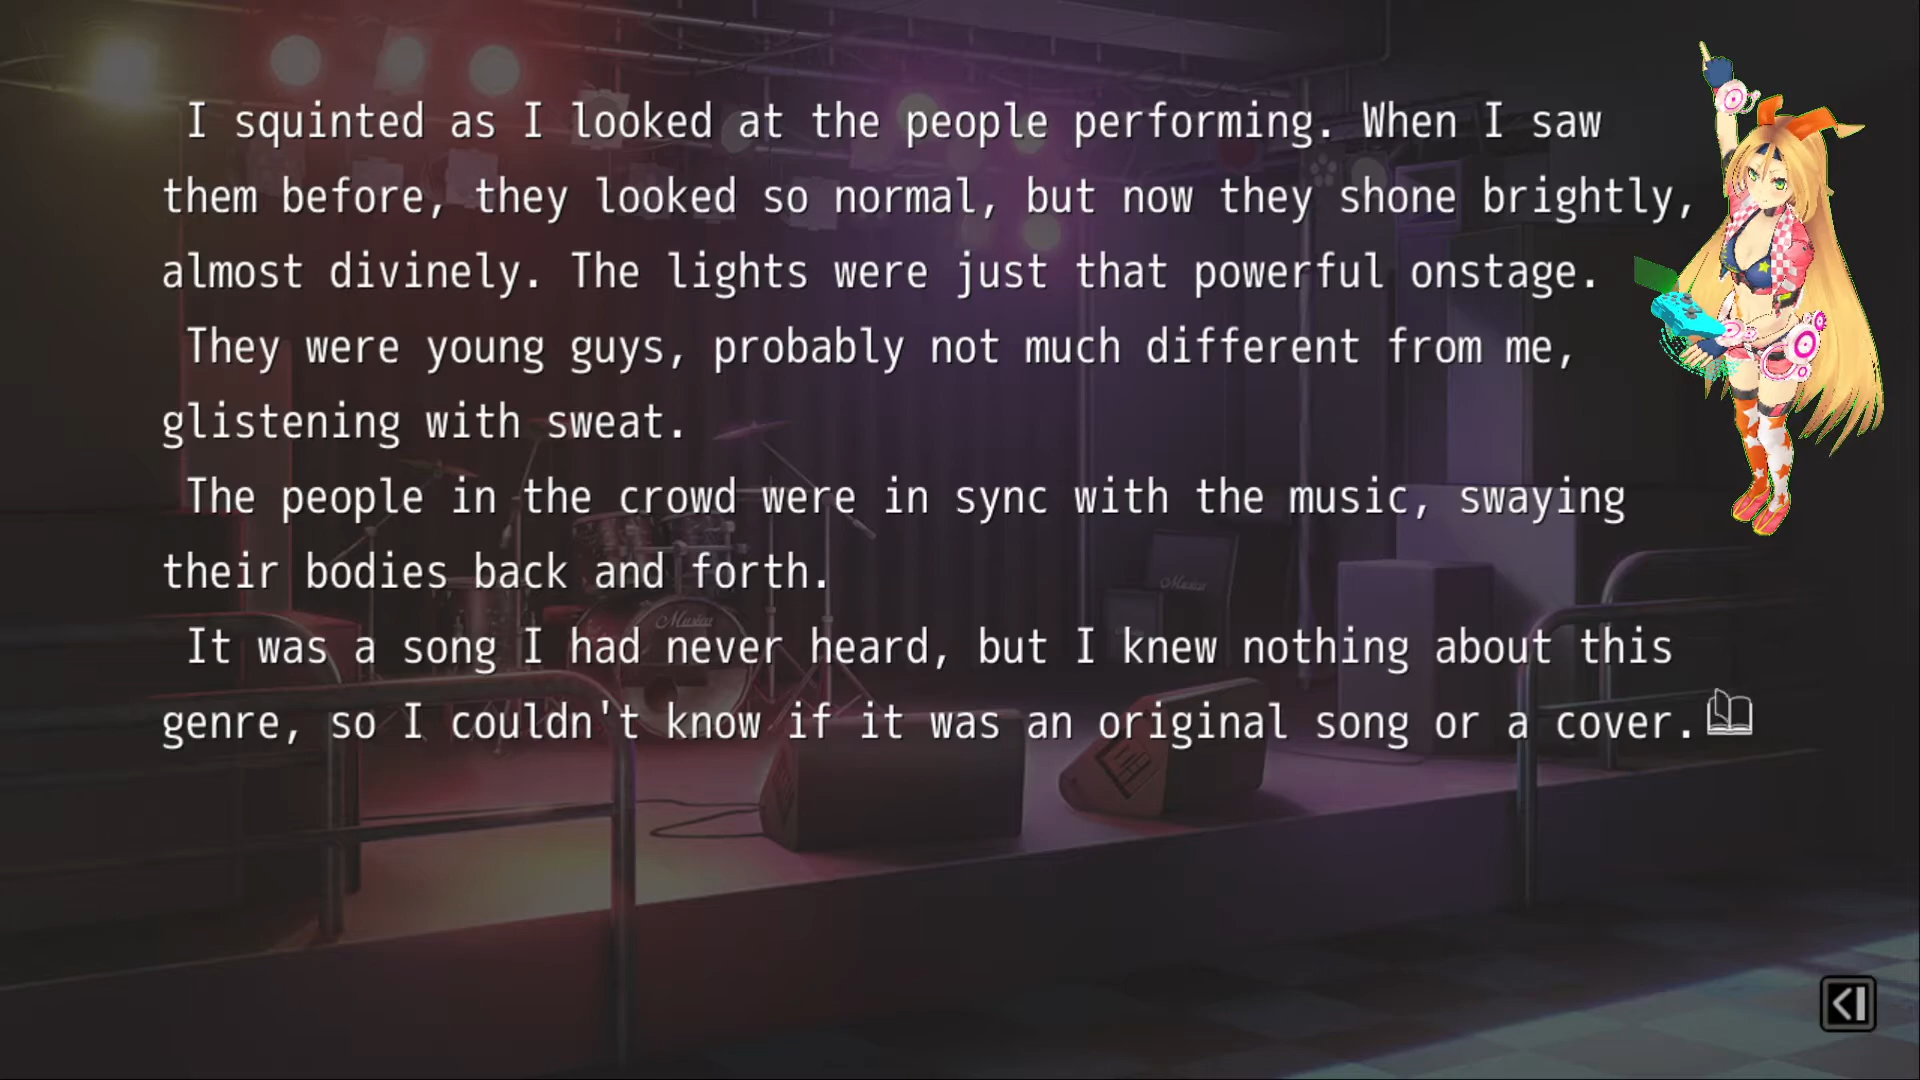 I squinted as I looked at the people performing. When I saw
them before, they looked so normal, but now they shone brightly,
almost divinely. The lights were just that powerful onstage.
They were young guys, probably not much different from me,
glistening with sweat.
The people in the crowd were in sync with the music, swaying
their bodies back and forth.
Musica
It was a song I had never heard, but I knew nothing about this
Musica
genre, so I couldn't know if it was an original song or a cover.